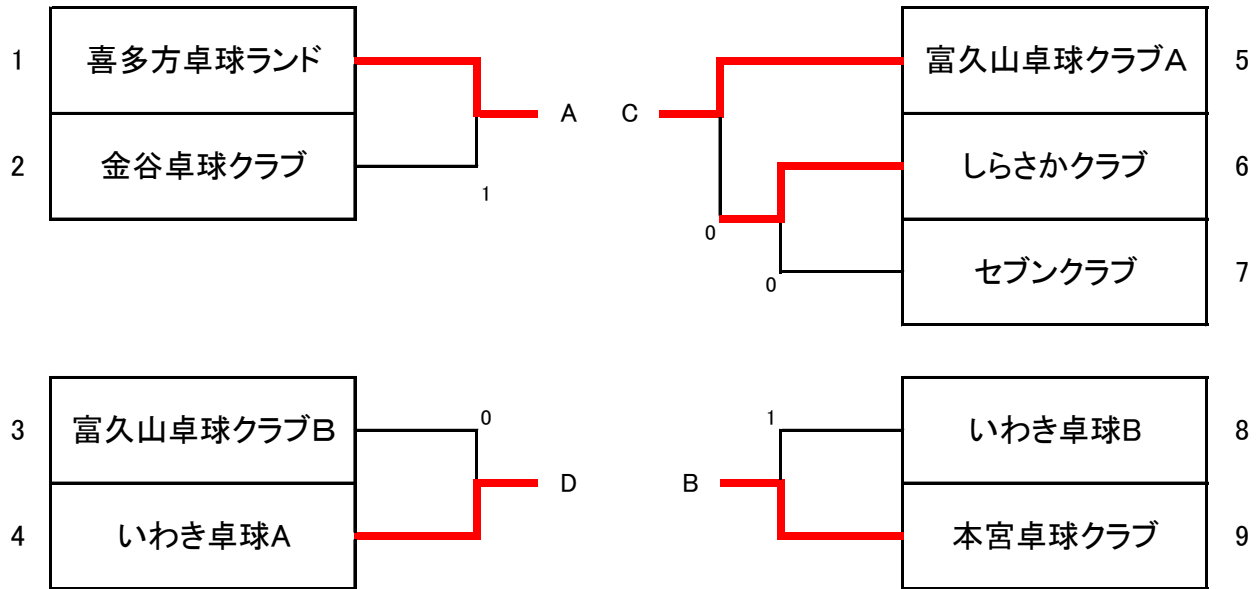 1 喜多方卓球ランド
A
2 金谷卓球クラブ
1
C
富久山卓球クラブA 5
しらさかクラブ 6
0
セブンクラブ 7
0
3 富久山卓球クラブB
0
D
4 いわき卓球A
1
いわき卓球B 8
B
本宮卓球クラブ 9